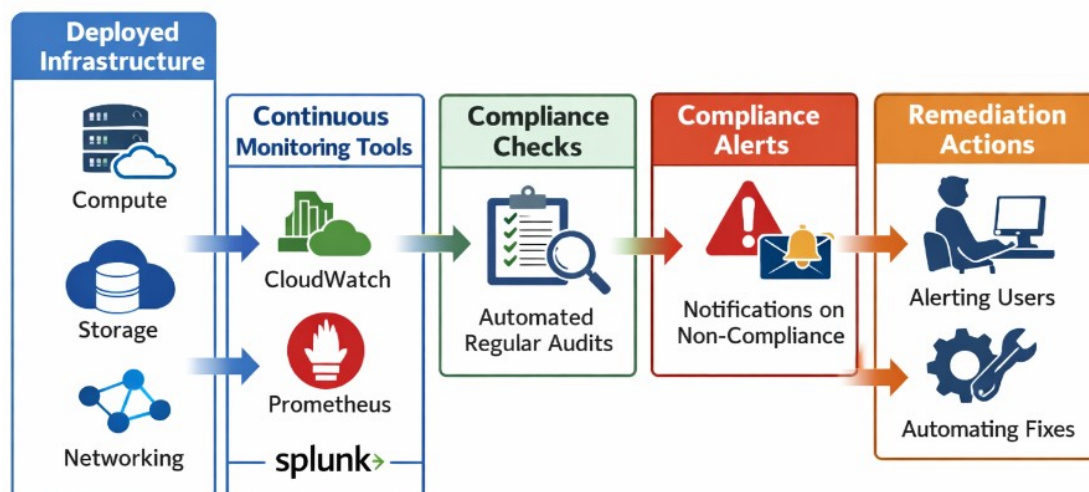 Deployed
Infrastructure
Compute
Storage
Networking
Continuous
Monitoring Tools
CloudWatch
Prometheus
splunk>
Compliance
Checks
Automated
Regular Audits
Compliance
Alerts
Notifications on
Non-Compliance
Remediation
Actions
Alerting Users
Automating Fixes